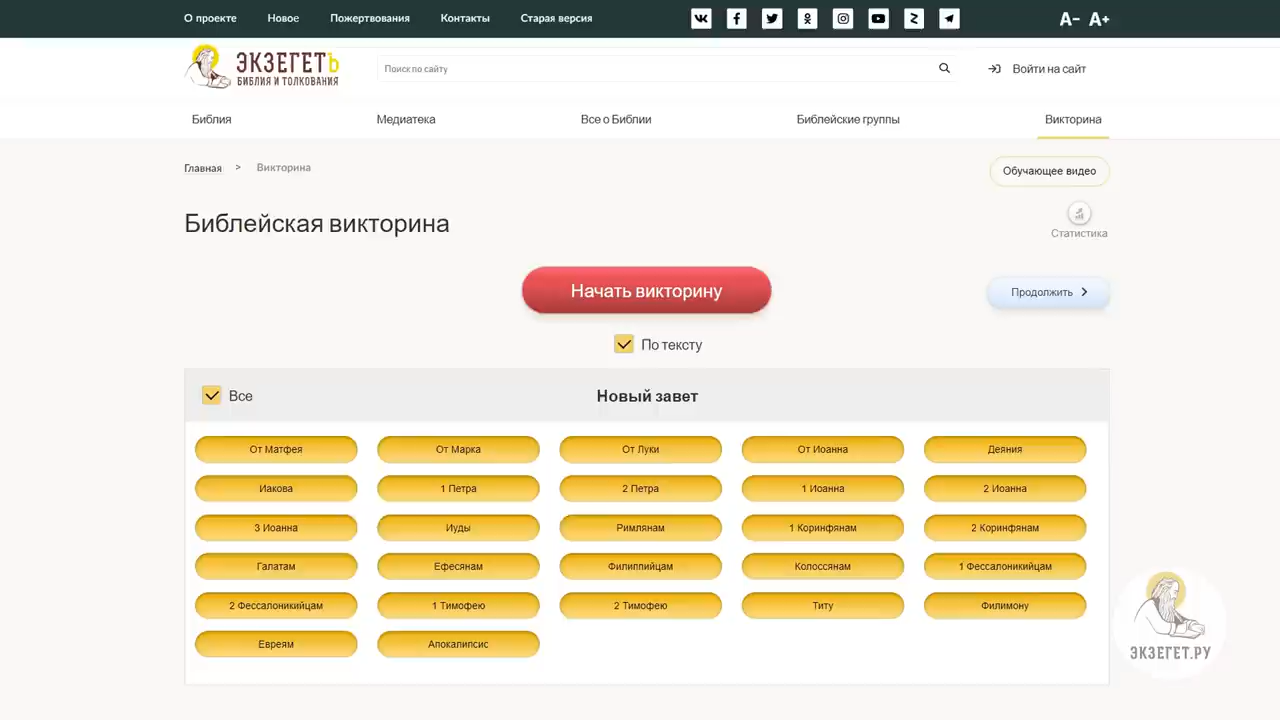 О проекте Новое Пожертвования Контакты Старая версия A- A+
ЭКЗЕГЕТЪ
БИБЛИЯ И ТОЛКОВАНИЯ
Поиск по сайту
Войти на сайт
Библия Медиатека Все о Библии Библейские группы Викторина
Главная > Викторина
Обучающее видео
Библейская викторина
Статистика
Начать викторину
Продолжить
По тексту
Все Новый завет
От Матфея От Марка От Луки От Иоанна Деяния
Иакова 1 Петра 2 Петра 1 Иоанна 2 Иоанна
3 Иоанна Иуды Римлянам 1 Коринфянам 2 Коринфянам
Галатам Ефесянам Филиппийцам Колоссянам 1 Фессалоникийцам
2 Фессалоникийцам 1 Тимофею 2 Тимофею Титу Филимону
Евреям Апокалипсис
ЭКЗЕГЕТ.РУ